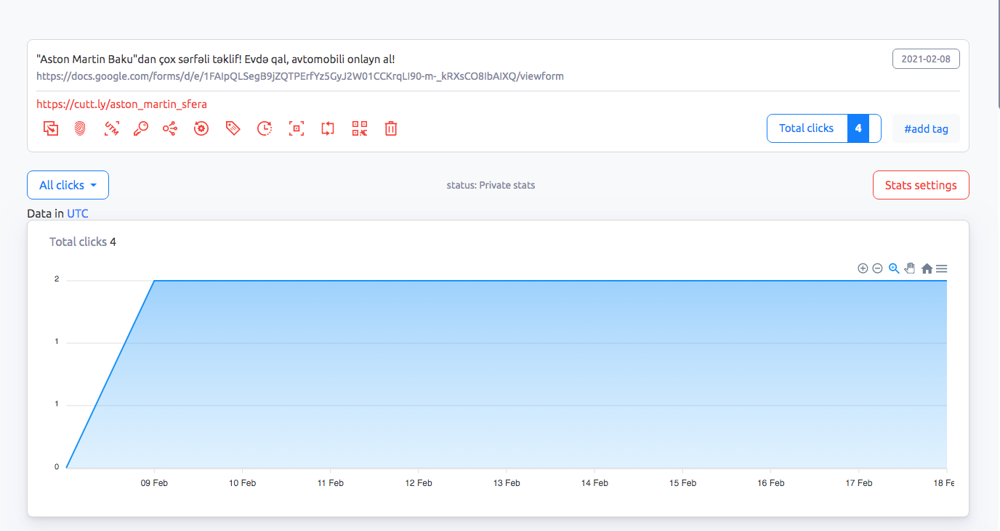 "Aston Martin Baku"dan çox sərfəli təklif! Evdə qal, avtomobili onlayn al!
2021-02-08
https://docs.google.com/forms/d/e/1FAIpQLSegB9jZQTPErfYz5GyJ2W01CCKrqLI90-m-_kRXsCO8IbAIXQ/viewform
https://cutt.ly/aston_martin_sfera
UTM
Total clicks 4
#add tag
All clicks
status: Private stats
Stats settings
Data in UTC
Total clicks 4
2
1
1
0
09 Feb 10 Feb 11 Feb 12 Feb 13 Feb 14 Feb 15 Feb 16 Feb 17 Feb 18 Fe